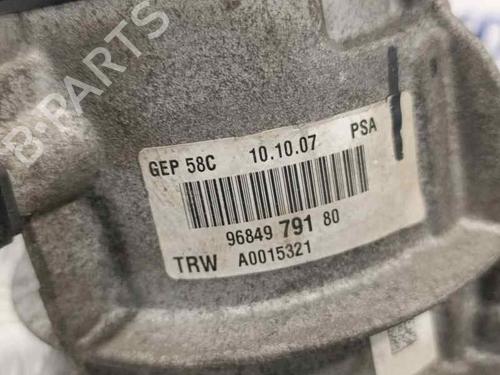 B-PARTS
GEP 58C 10.10.07 PSA
96849 791 80
TRW A0015321